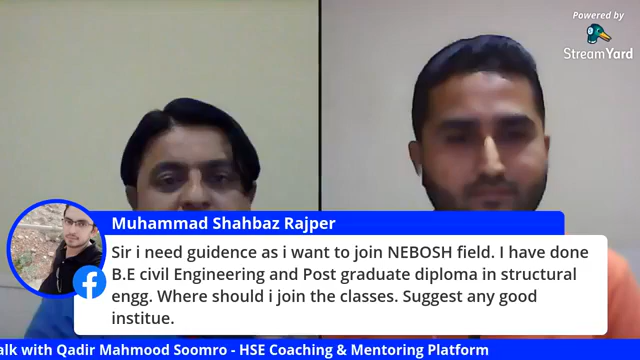 Powered by
StreamYard
Muhammad Shahbaz Rajper
Sir i need guidence as i want to join NEBOSH field. I have done
B.E civil Engineering and Post graduate diploma in structural
engg. Where should i join the classes. Suggest any good
institue.
alk with Qadir Mahmood Soomro - HSE Coaching & Mentoring Platform